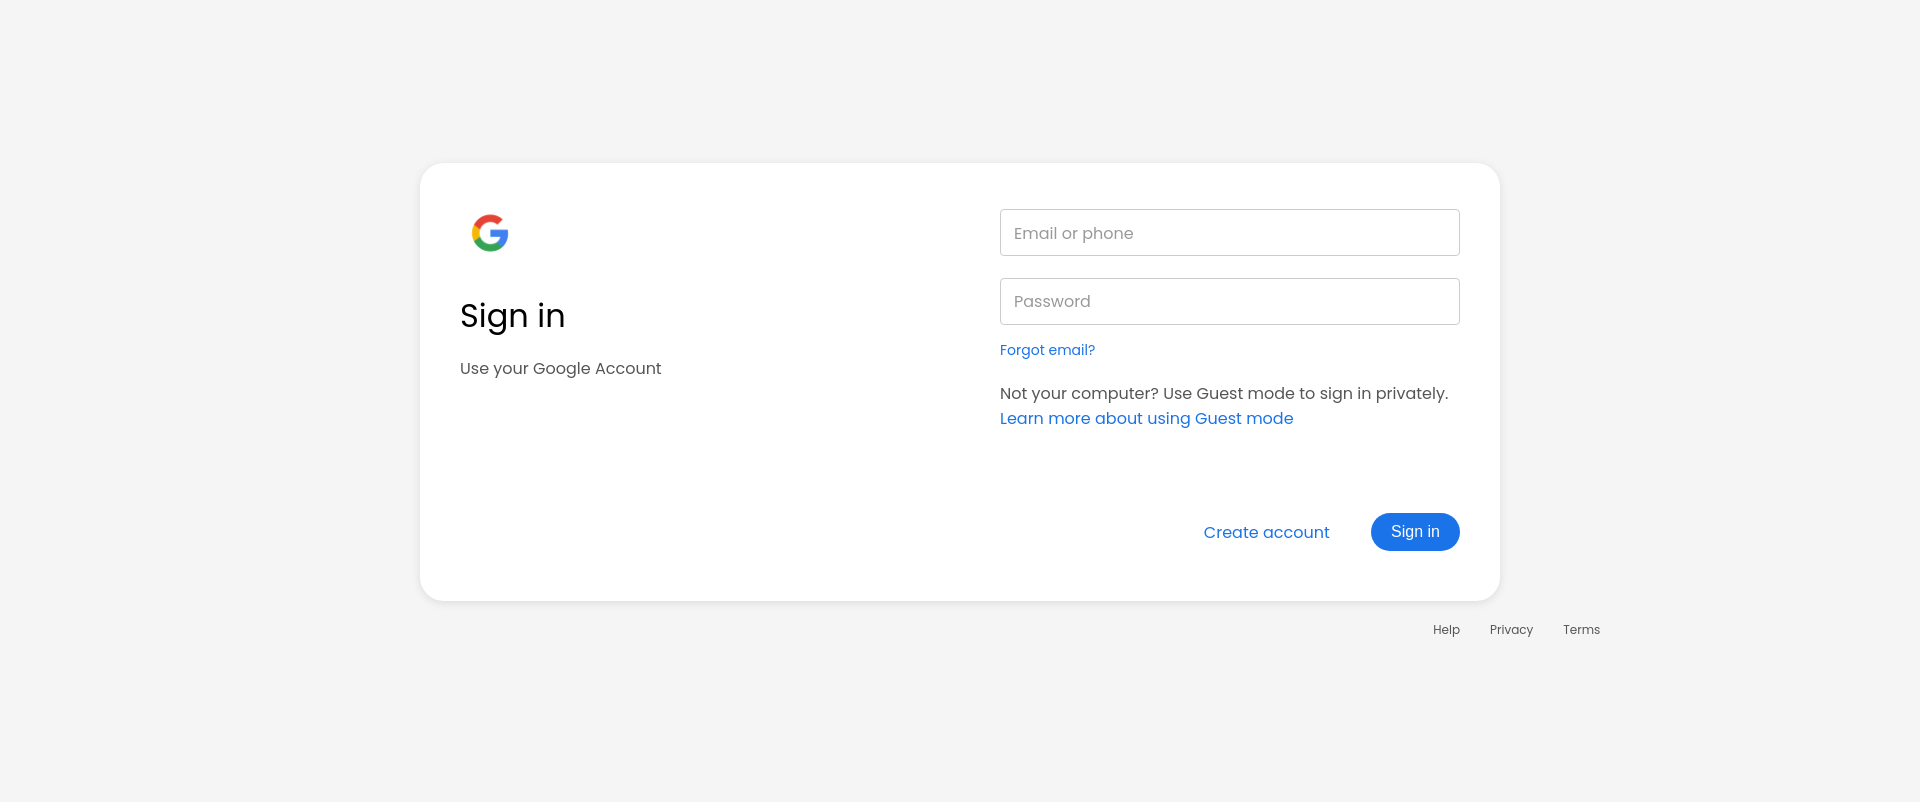 Sign in
Use your Google Account
Email or phone
Password
Forgot email?
Not your computer? Use Guest mode to sign in privately.
Learn more about using Guest mode
Create account
Sign in
Help
Privacy
Terms